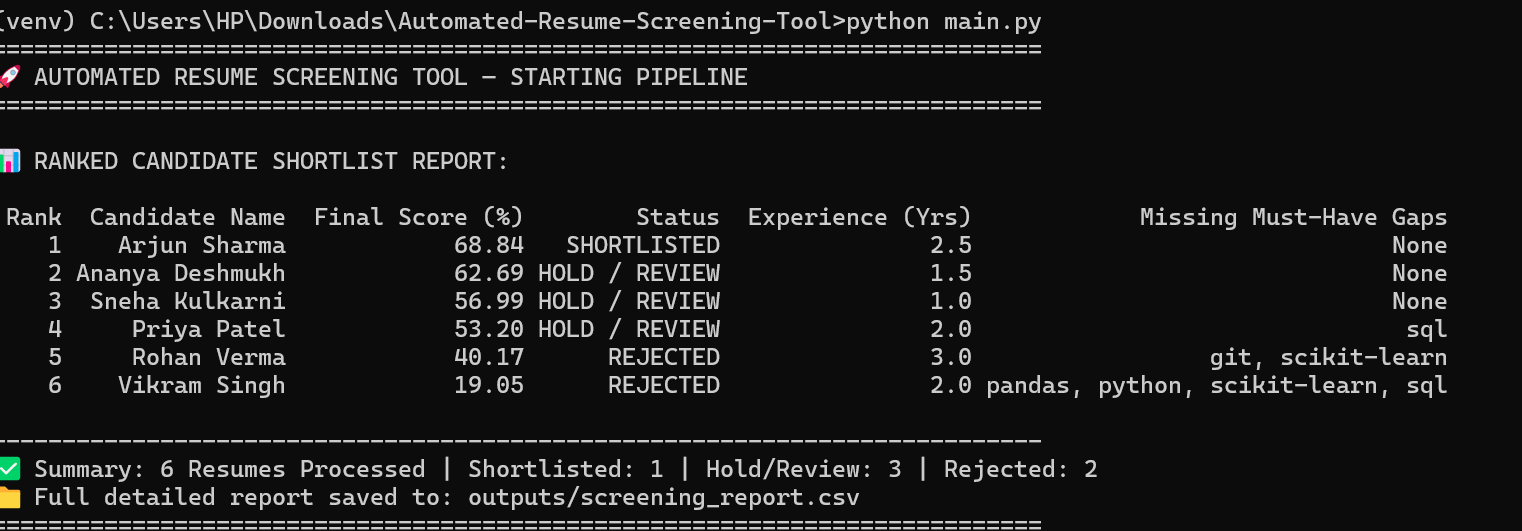 (venv) C:\Users\HP\Downloads\Automated-Resume-Screening-Tool>python main.py
==========================================================================
🚀 AUTOMATED RESUME SCREENING TOOL – STARTING PIPELINE
==========================================================================
📊 RANKED CANDIDATE SHORTLIST REPORT:
Rank Candidate Name Final Score (%) Status Experience (Yrs) Missing Must-Have Gaps
1 Arjun Sharma 68.84 SHORTLISTED 2.5 None
2 Ananya Deshmukh 62.69 HOLD / REVIEW 1.5 None
3 Sneha Kulkarni 56.99 HOLD / REVIEW 1.0 None
4 Priya Patel 53.20 HOLD / REVIEW 2.0 sql
5 Rohan Verma 40.17 REJECTED 3.0 git, scikit-learn
6 Vikram Singh 19.05 REJECTED 2.0 pandas, python, scikit-learn, sql
--------------------------------------------------------------------------
✅ Summary: 6 Resumes Processed | Shortlisted: 1 | Hold/Review: 3 | Rejected: 2
📁 Full detailed report saved to: outputs/screening_report.csv
==========================================================================